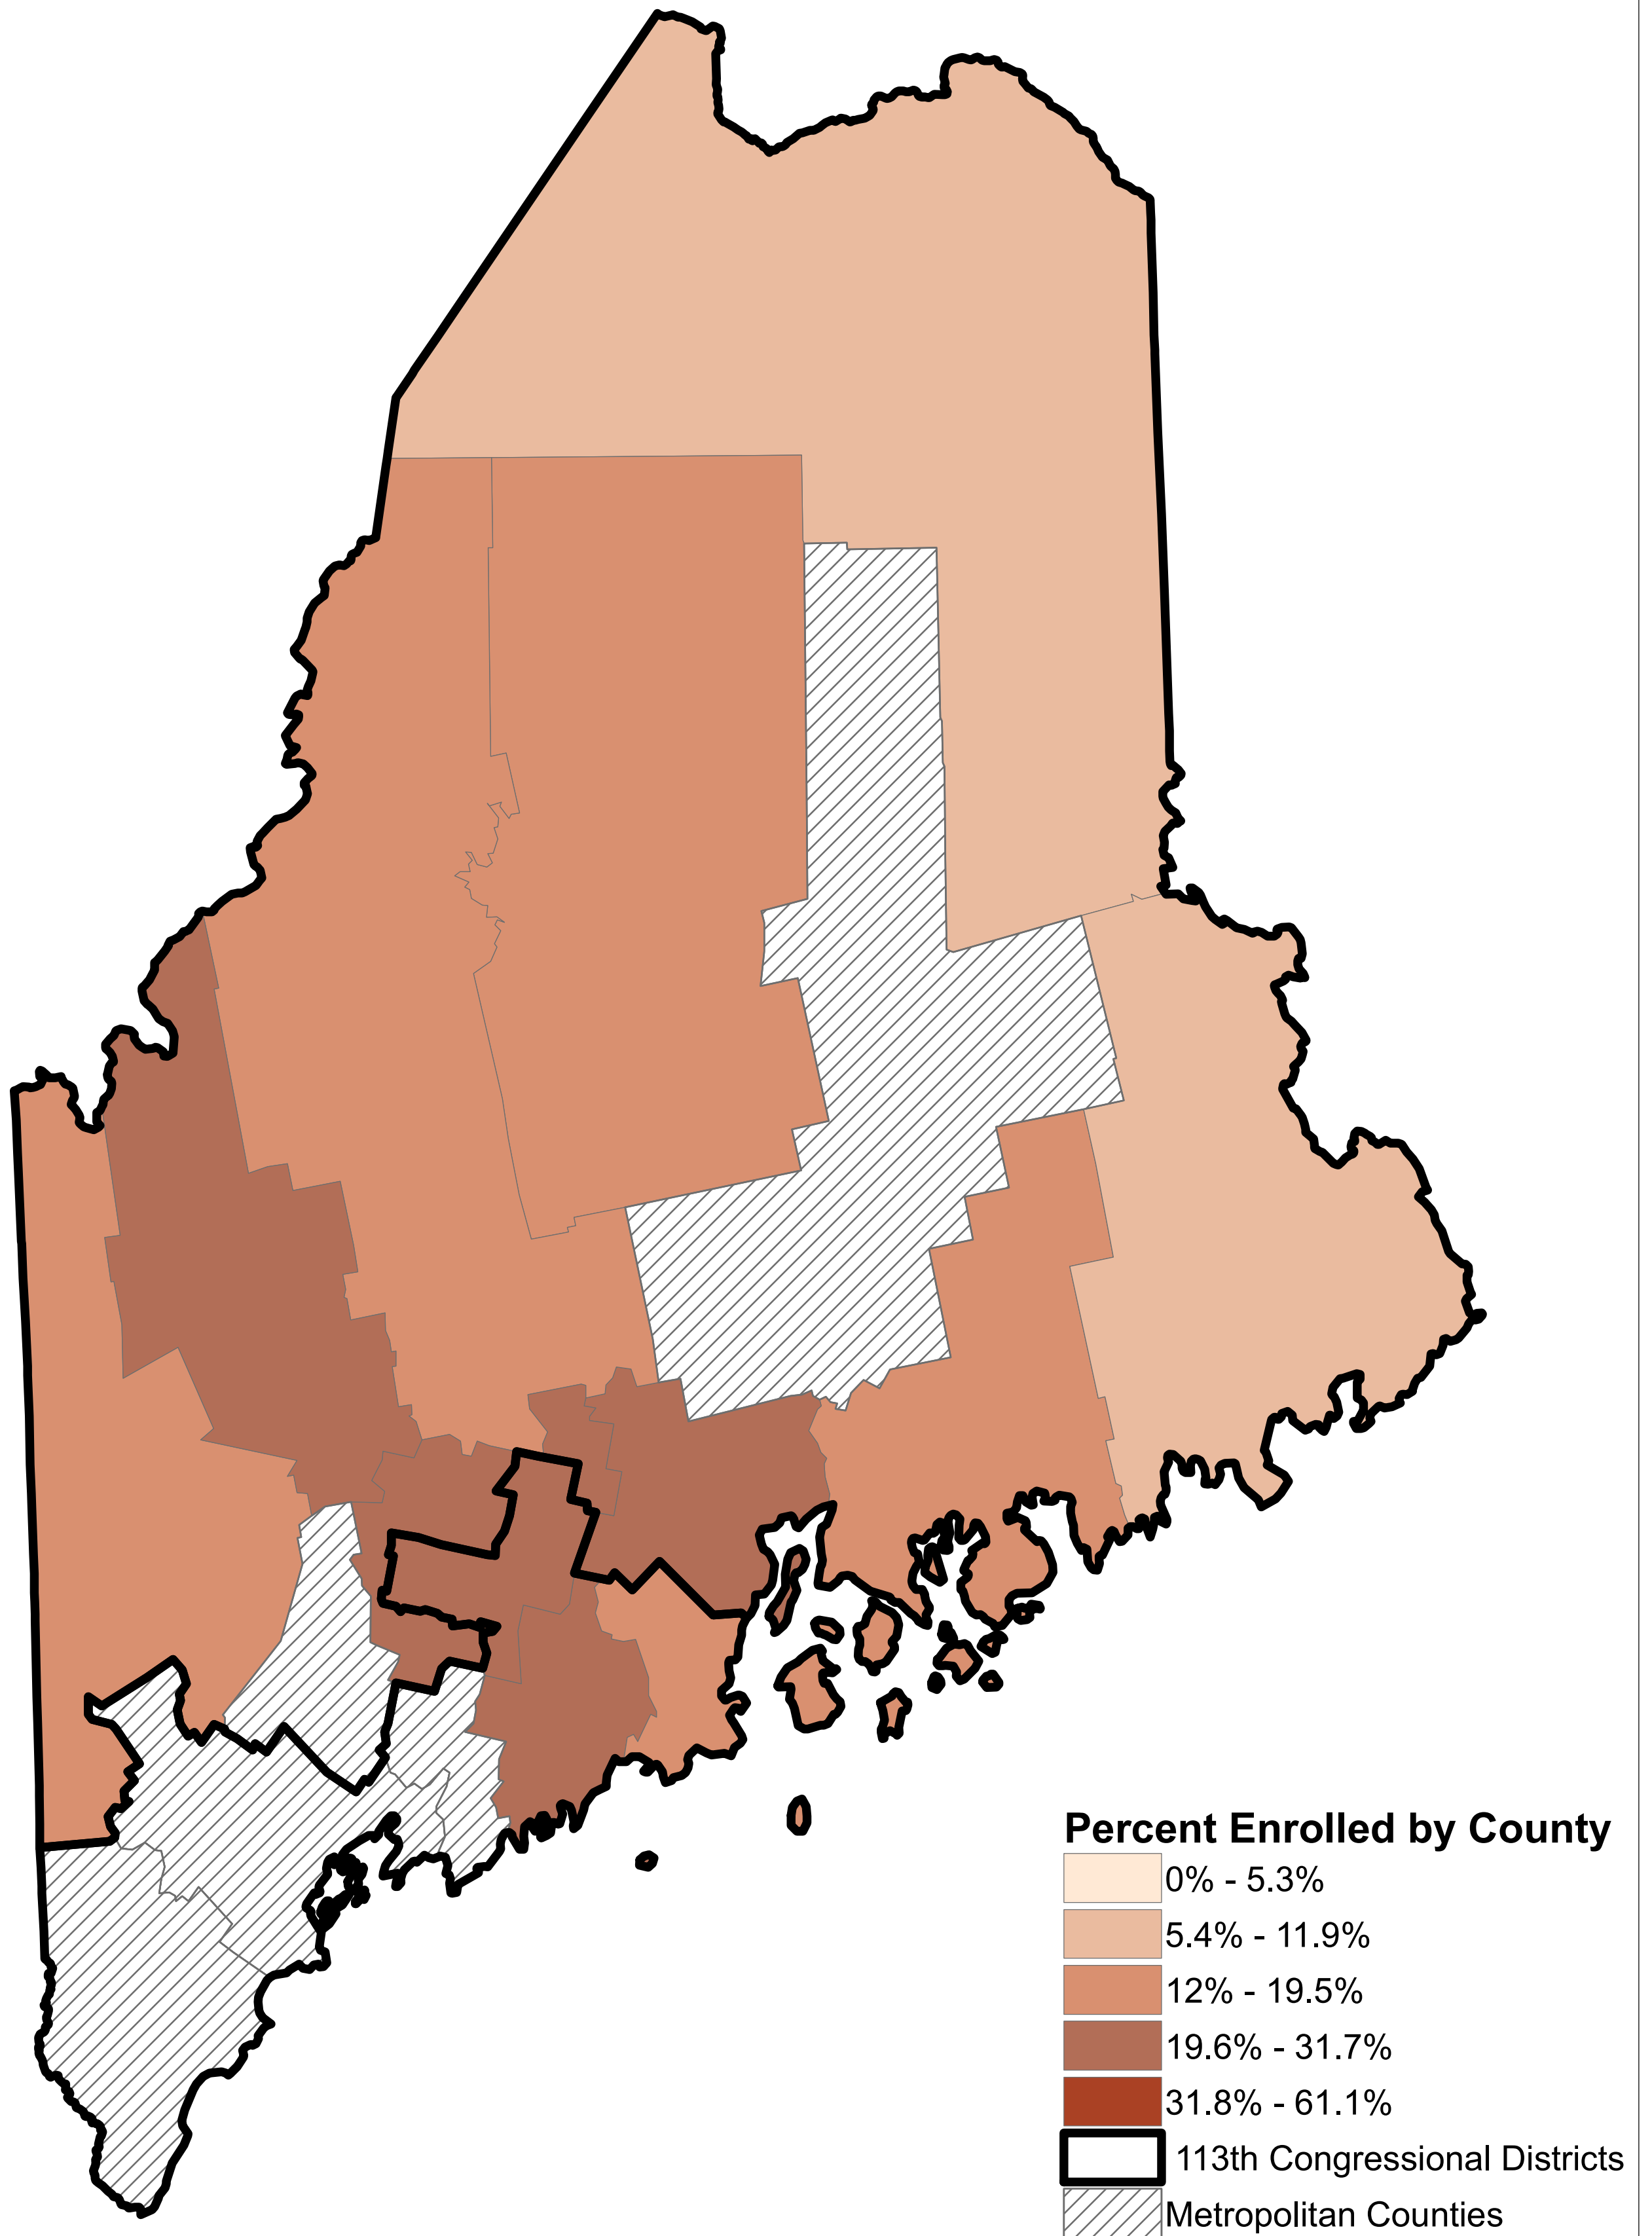 Percent Enrolled by County
0% - 5.3%
5.4% - 11.9%
12% - 19.5%
19.6% - 31.7%
31.8% - 61.1%
113th Congressional Districts
Metropolitan Counties